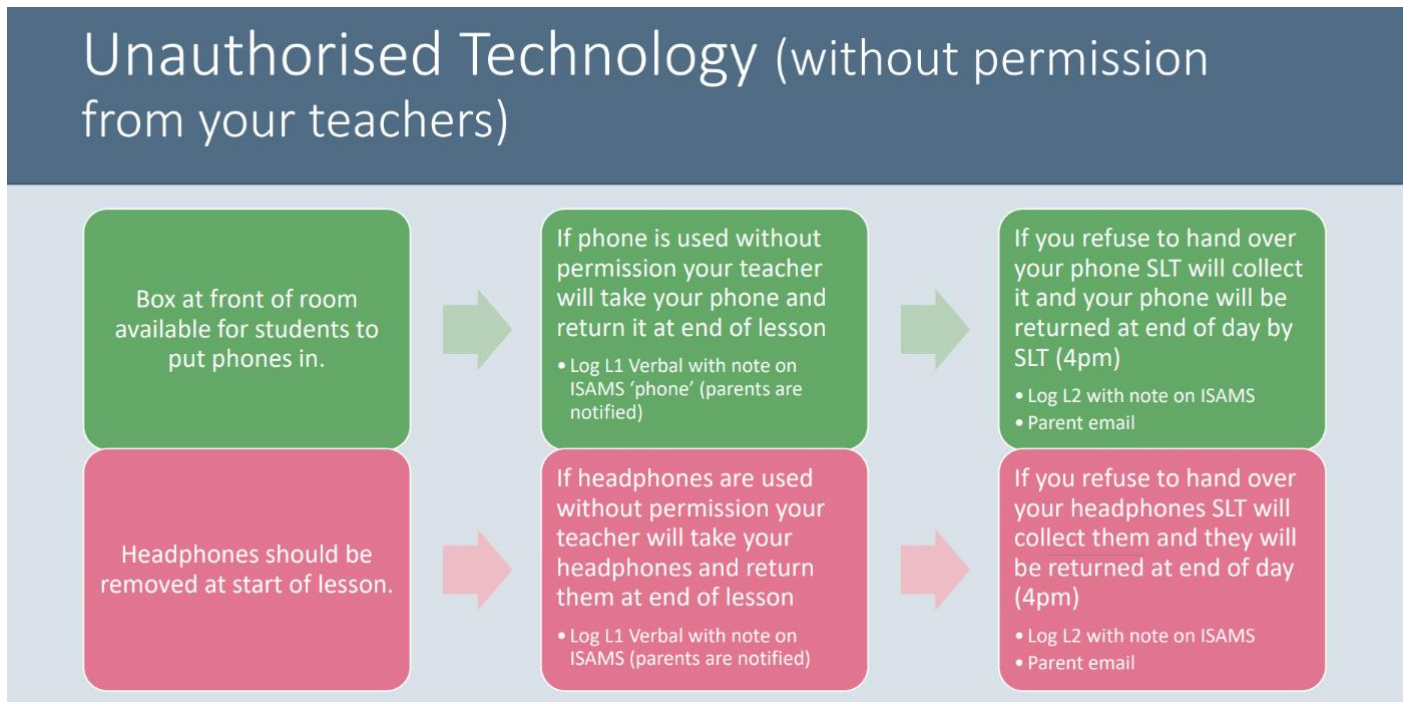 Unauthorised Technology (without permission
from your teachers)
Box at front of room
available for students to
put phones in.
If phone is used without
permission your teacher
will take your phone and
return it at end of lesson
• Log L1 Verbal with note on
ISAMS ‘phone’ (parents are
notified)
If you refuse to hand over
your phone SLT will collect
it and your phone will be
returned at end of day by
SLT (4pm)
• Log L2 with note on ISAMS
• Parent email
Headphones should be
removed at start of lesson.
If headphones are used
without permission your
teacher will take your
headphones and return
them at end of lesson
• Log L1 Verbal with note on
ISAMS (parents are notified)
If you refuse to hand over
your headphones SLT will
collect them and they will
be returned at end of day
(4pm)
• Log L2 with note on ISAMS
• Parent email